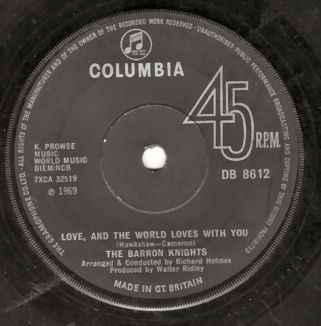 ALL RIGHTS OF THE MANUFACTURER AND OF THE OWNER OF THE RECORDED WORK RESERVED · UNAUTHORISED PUBLIC PERFORMANCE BROADCASTING AND COPYING OF THIS RECORD PROHIBITED
THE GRAMOPHONE CO. LTD.
COLUMBIA
45
R.P.M.
K. PROWSE
MUSIC
WORLD MUSIC
BIEM/NCB
7XCA 32519
℗ 1969
DB 8612
LOVE, AND THE WORLD LOVES WITH YOU
(Hawkshaw—Cameron)
THE BARRON KNIGHTS
Arranged & Conducted by Richard Holmes
Produced by Walter Ridley
MADE IN GT. BRITAIN